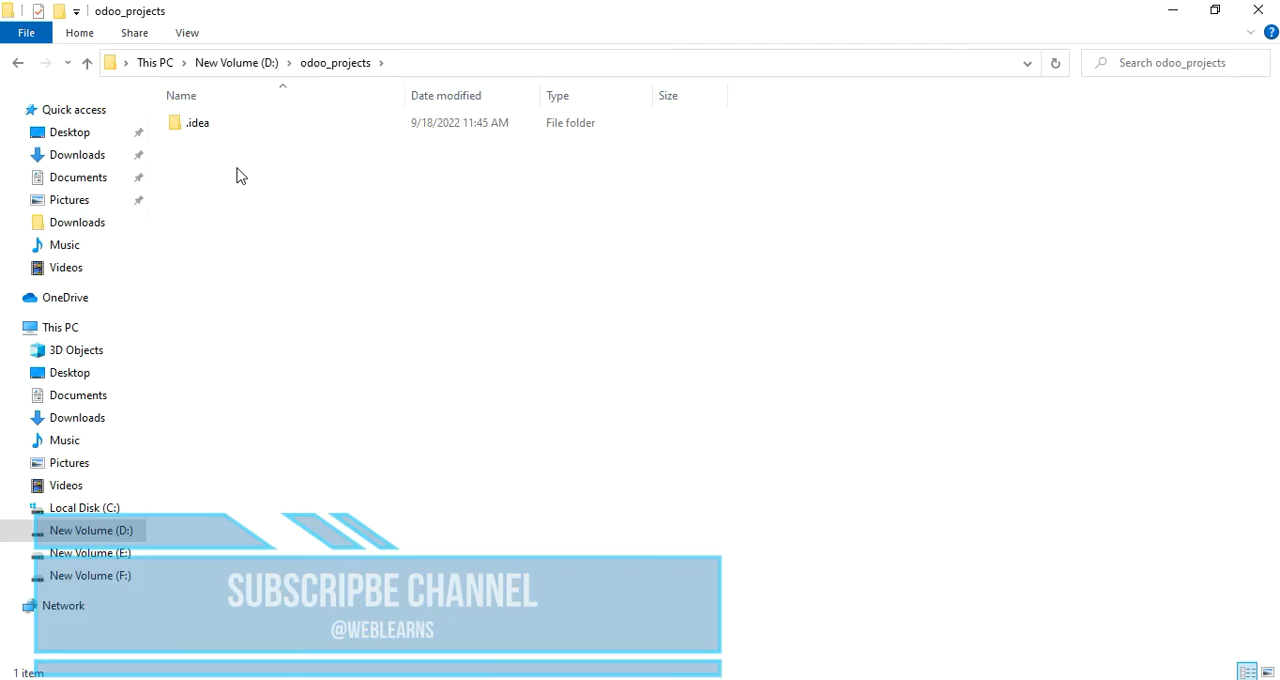 odoo_projects
File Home Share View
This PC New Volume (D:) odoo_projects
Search odoo_projects
Name Date modified Type Size
.idea 9/18/2022 11:45 AM File folder
Quick access
Desktop
Downloads
Documents
Pictures
Downloads
Music
Videos
OneDrive
This PC
3D Objects
Desktop
Documents
Downloads
Music
Pictures
Videos
Local Disk (C:)
New Volume (D:)
New Volume (E:)
New Volume (F:)
Network
SUBSCRIPBE CHANNEL
@WEBLEARNS
1 item